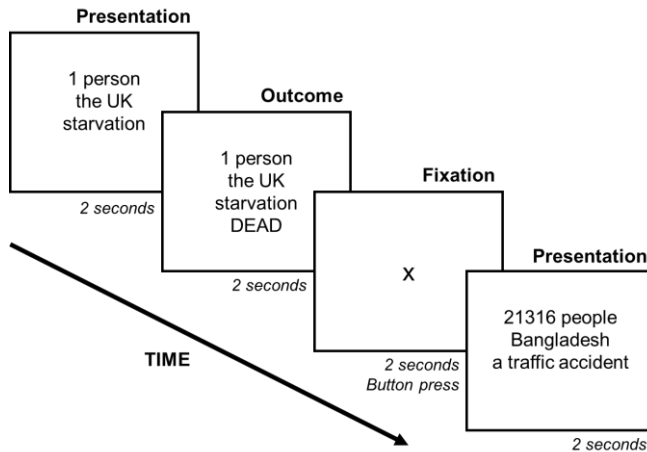 Presentation
1 person
the UK
starvation
2 seconds
Outcome
1 person
the UK
starvation
DEAD
2 seconds
Fixation
X
2 seconds
Button press
Presentation
21316 people
Bangladesh
a traffic accident
2 seconds
TIME